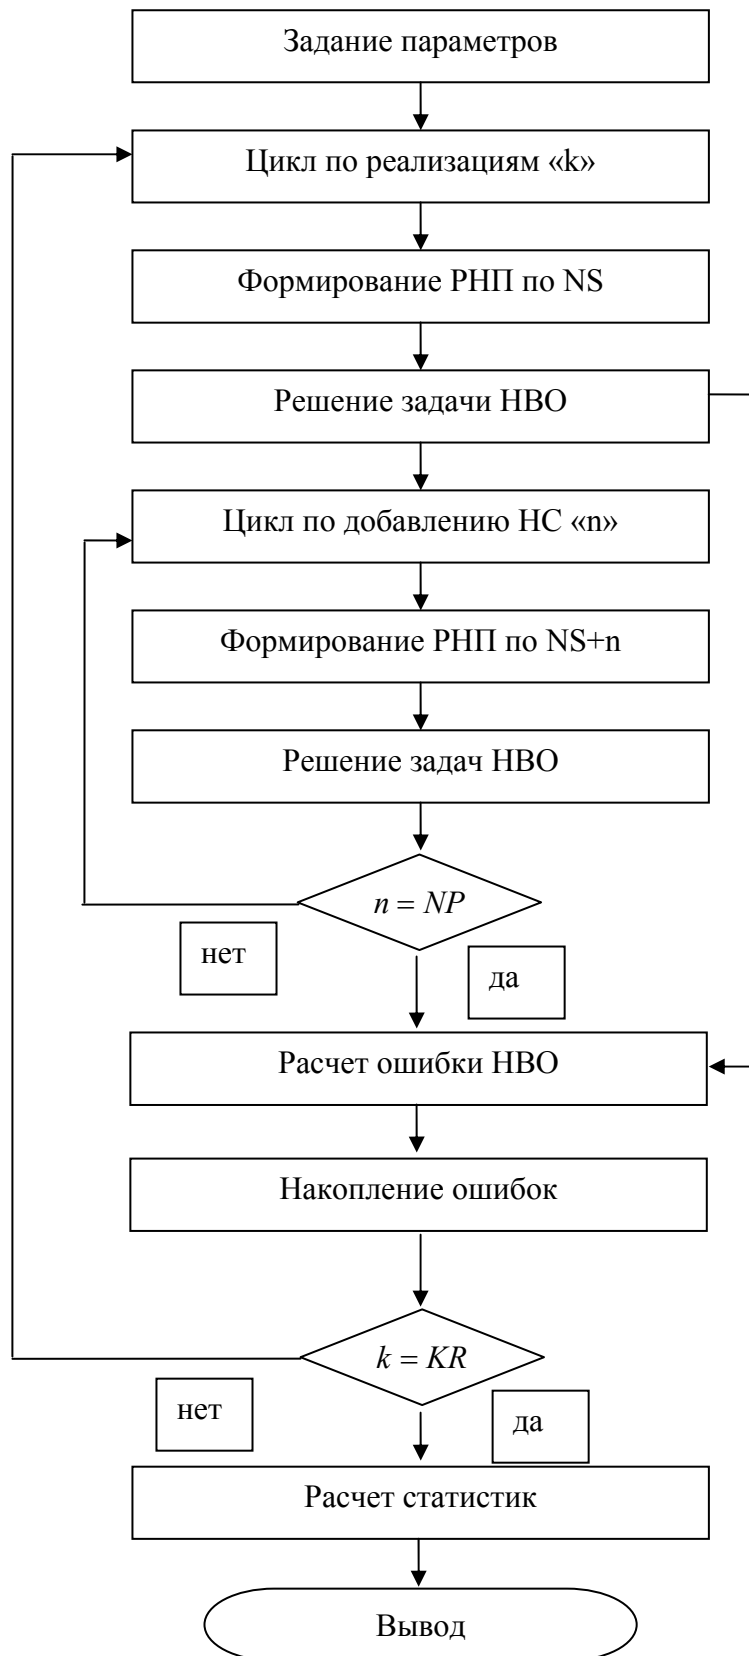 Задание параметров
Цикл по реализациям «k»
Формирование РНП по NS
Решение задачи НВО
Цикл по добавлению НС «n»
Формирование РНП по NS+n
Решение задач НВО
n = NP
нет
да
Расчет ошибки НВО
Накопление ошибок
k = KR
нет
да
Расчет статистик
Вывод